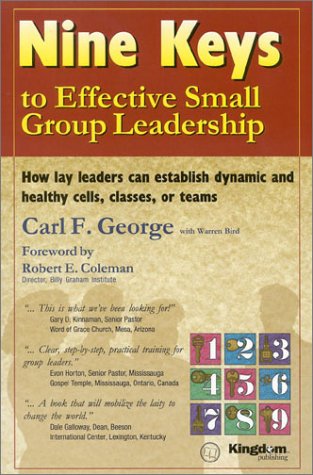 Nine Keys
to Effective Small
Group Leadership
How lay leaders can establish dynamic and
healthy cells, classes, or teams
Carl F. George with Warren Bird
Foreword by
Robert E. Coleman
Director, Billy Graham Institute
"... This is what we've been looking for!"
Gary D. Kinnaman, Senior Pastor
Word of Grace Church, Mesa, Arizona
"... Clear, step-by-step, practical training for
group leaders."
Evon Horton, Senior Pastor, Mississauga
Gospel Temple, Mississauga, Ontario, Canada
"... A book that will mobilize the laity to
change the world."
Dale Galloway, Dean, Beeson
International Center, Lexington, Kentucky
1 2 3
4 5 6
7 8 9
Kingdom
publishing